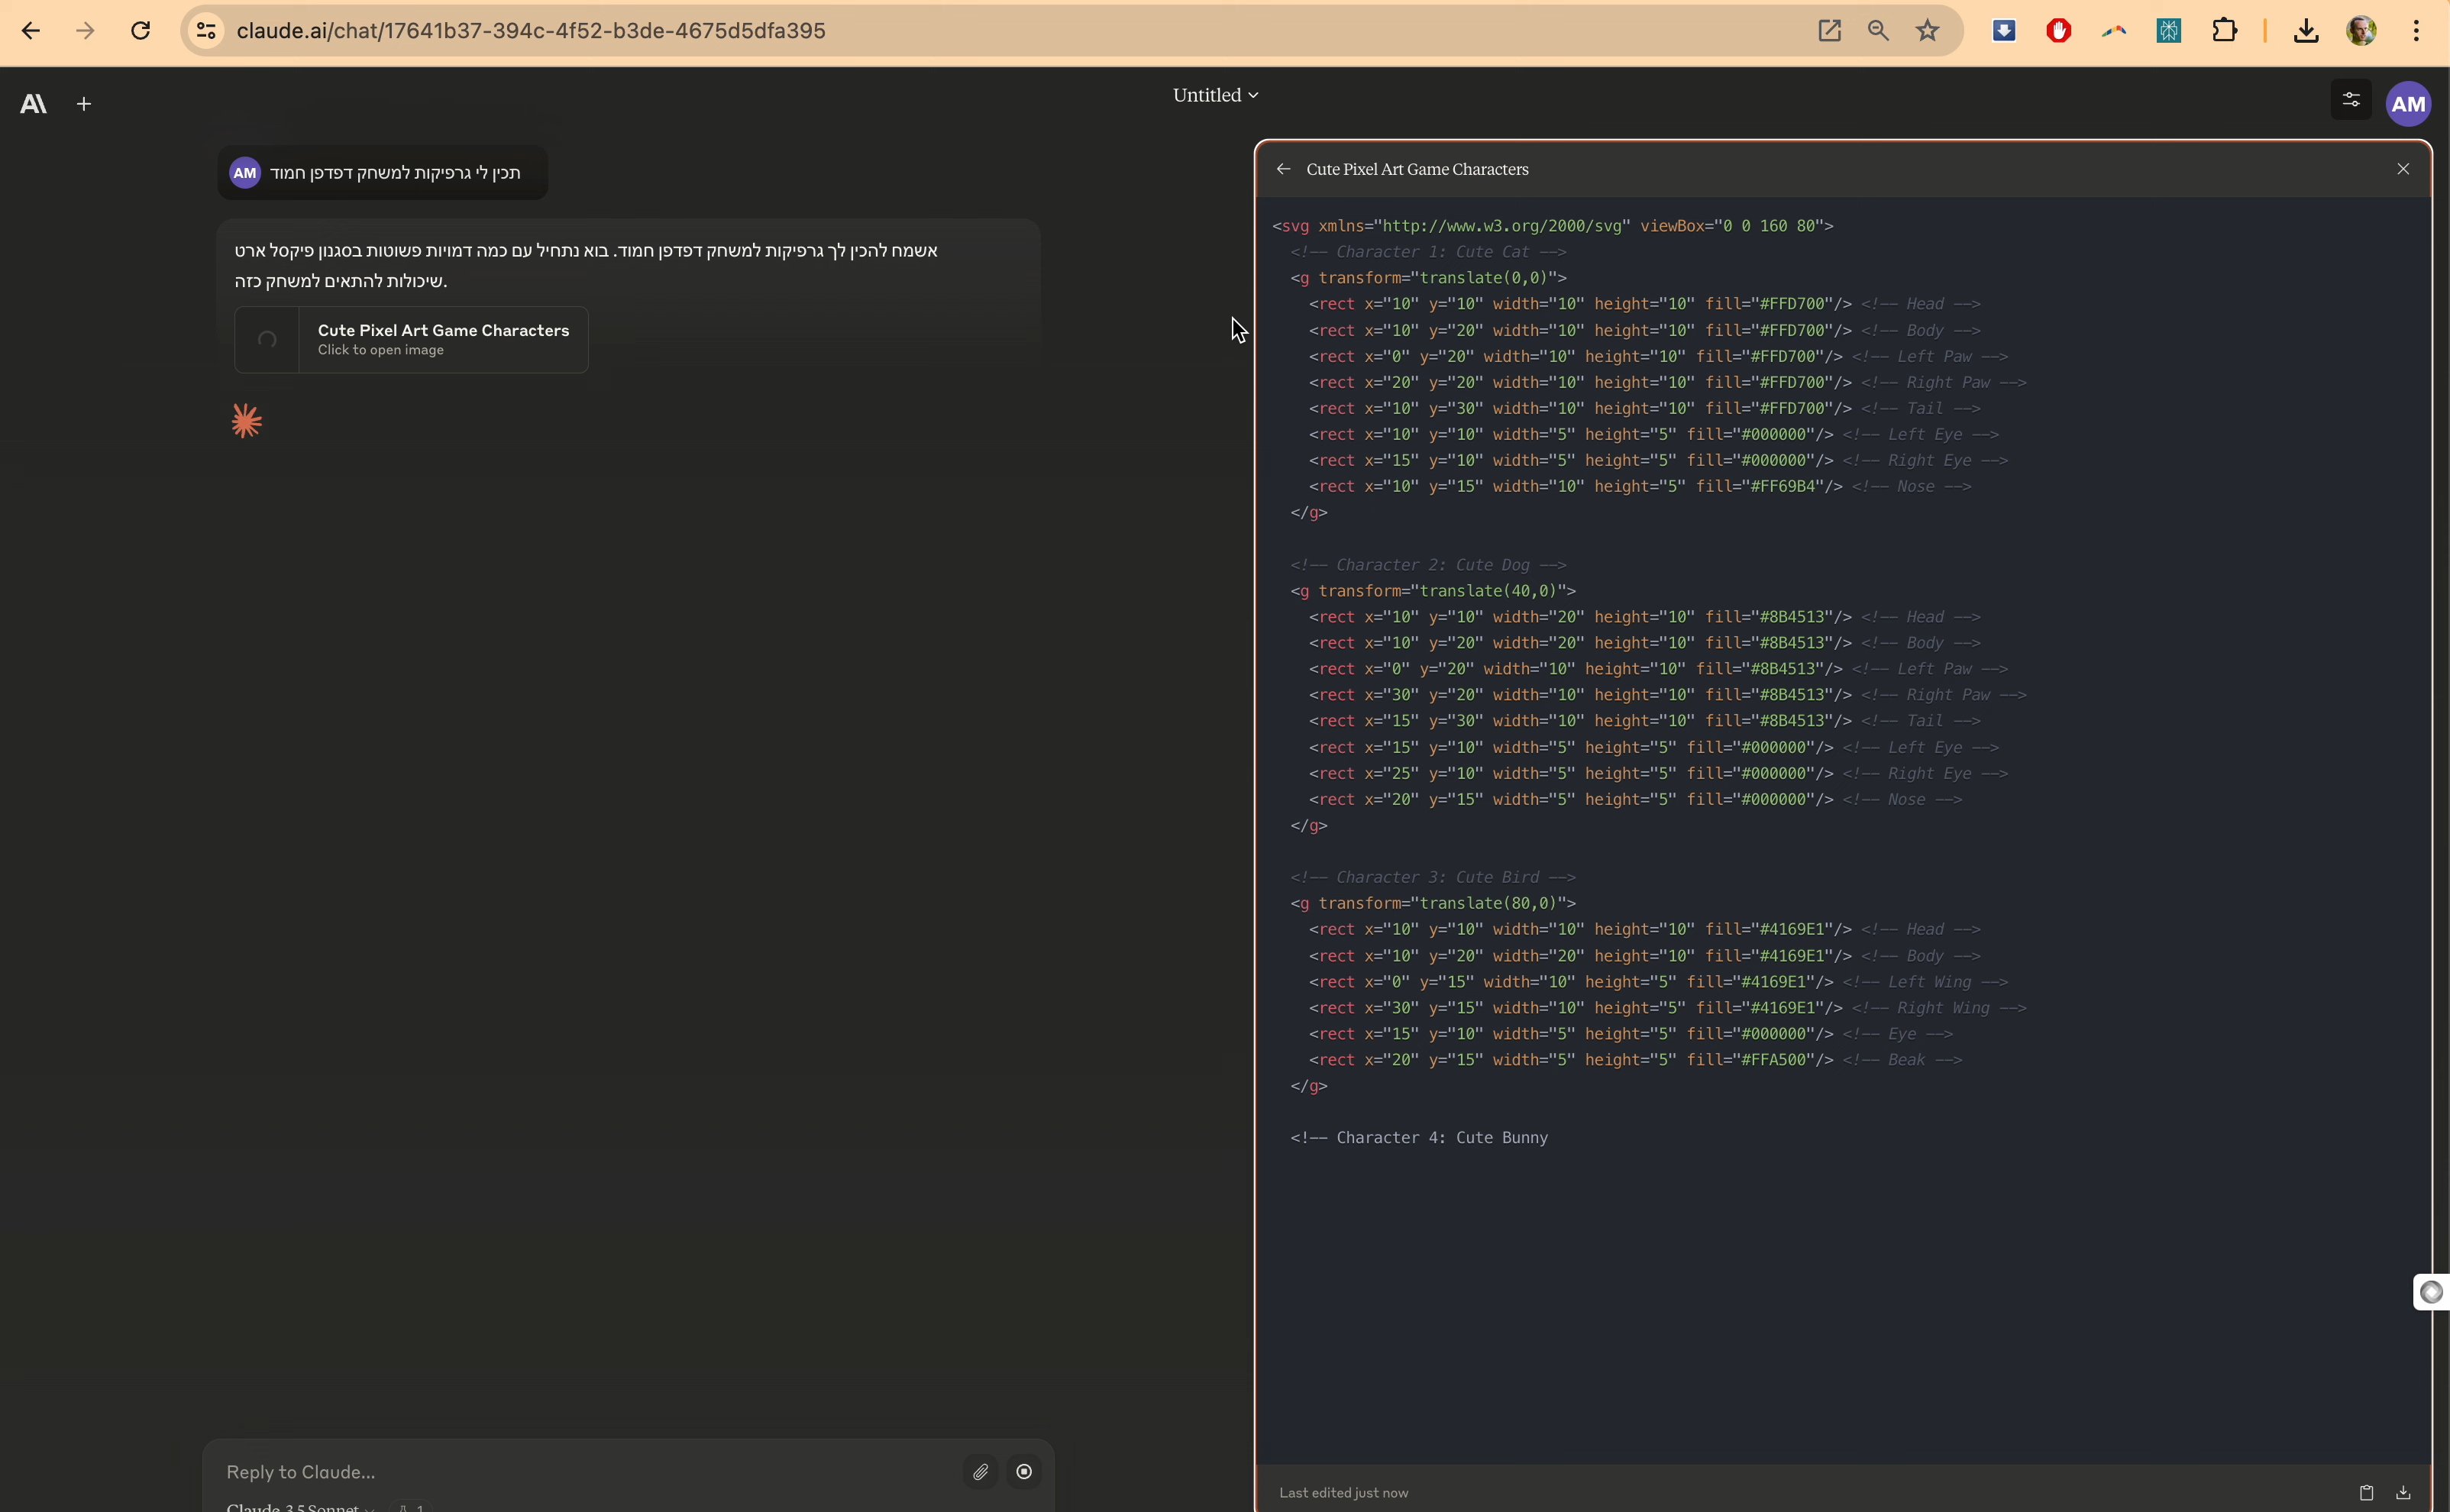 claude.ai/chat/17641b37-394c-4f52-b3de-4675d5dfa395
Untitled
AM
AM
תכין לי גרפיקות למשחק דפדפן חמוד
אשמח להכין לך גרפיקות למשחק דפדפן חמוד. בוא נתחיל עם כמה דמויות פשוטות בסגנון פיקסל ארט
שיכולות להתאים למשחק כזה.
Cute Pixel Art Game Characters
Click to open image
Reply to Claude...
Claude 3.5 Sonnet
1
Cute Pixel Art Game Characters
<svg xmlns="http://www.w3.org/2000/svg" viewBox="0 0 160 80">
<!-- Character 1: Cute Cat -->
<g transform="translate(0,0)">
<rect x="10" y="10" width="10" height="10" fill="#FFD700"/> <!-- Head -->
<rect x="10" y="20" width="10" height="10" fill="#FFD700"/> <!-- Body -->
<rect x="0" y="20" width="10" height="10" fill="#FFD700"/> <!-- Left Paw -->
<rect x="20" y="20" width="10" height="10" fill="#FFD700"/> <!-- Right Paw -->
<rect x="10" y="30" width="10" height="10" fill="#FFD700"/> <!-- Tail -->
<rect x="10" y="10" width="5" height="5" fill="#000000"/> <!-- Left Eye -->
<rect x="15" y="10" width="5" height="5" fill="#000000"/> <!-- Right Eye -->
<rect x="10" y="15" width="10" height="5" fill="#FF69B4"/> <!-- Nose -->
</g>
<!-- Character 2: Cute Dog -->
<g transform="translate(40,0)">
<rect x="10" y="10" width="20" height="10" fill="#8B4513"/> <!-- Head -->
<rect x="10" y="20" width="20" height="10" fill="#8B4513"/> <!-- Body -->
<rect x="0" y="20" width="10" height="10" fill="#8B4513"/> <!-- Left Paw -->
<rect x="30" y="20" width="10" height="10" fill="#8B4513"/> <!-- Right Paw -->
<rect x="15" y="30" width="10" height="10" fill="#8B4513"/> <!-- Tail -->
<rect x="15" y="10" width="5" height="5" fill="#000000"/> <!-- Left Eye -->
<rect x="25" y="10" width="5" height="5" fill="#000000"/> <!-- Right Eye -->
<rect x="20" y="15" width="5" height="5" fill="#000000"/> <!-- Nose -->
</g>
<!-- Character 3: Cute Bird -->
<g transform="translate(80,0)">
<rect x="10" y="10" width="10" height="10" fill="#4169E1"/> <!-- Head -->
<rect x="10" y="20" width="20" height="10" fill="#4169E1"/> <!-- Body -->
<rect x="0" y="15" width="10" height="5" fill="#4169E1"/> <!-- Left Wing -->
<rect x="30" y="15" width="10" height="5" fill="#4169E1"/> <!-- Right Wing -->
<rect x="15" y="10" width="5" height="5" fill="#000000"/> <!-- Eye -->
<rect x="20" y="15" width="5" height="5" fill="#FFA500"/> <!-- Beak -->
</g>
<!-- Character 4: Cute Bunny
Last edited just now